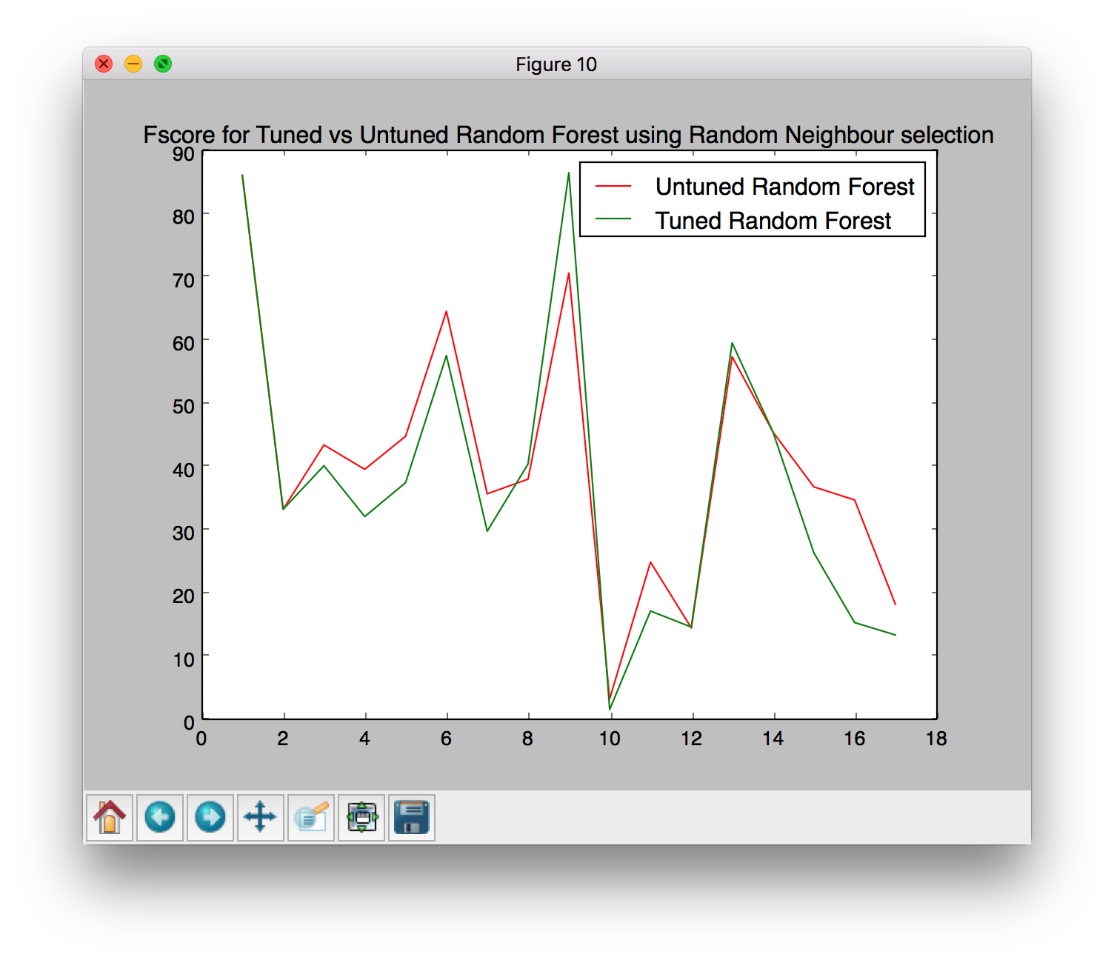 Figure 10
Fscore for Tuned vs Untuned Random Forest using Random Neighbour selection
90
80
70
60
50
40
30
20
10
0
Untuned Random Forest
Tuned Random Forest
0 2 4 6 8 10 12 14 16 18